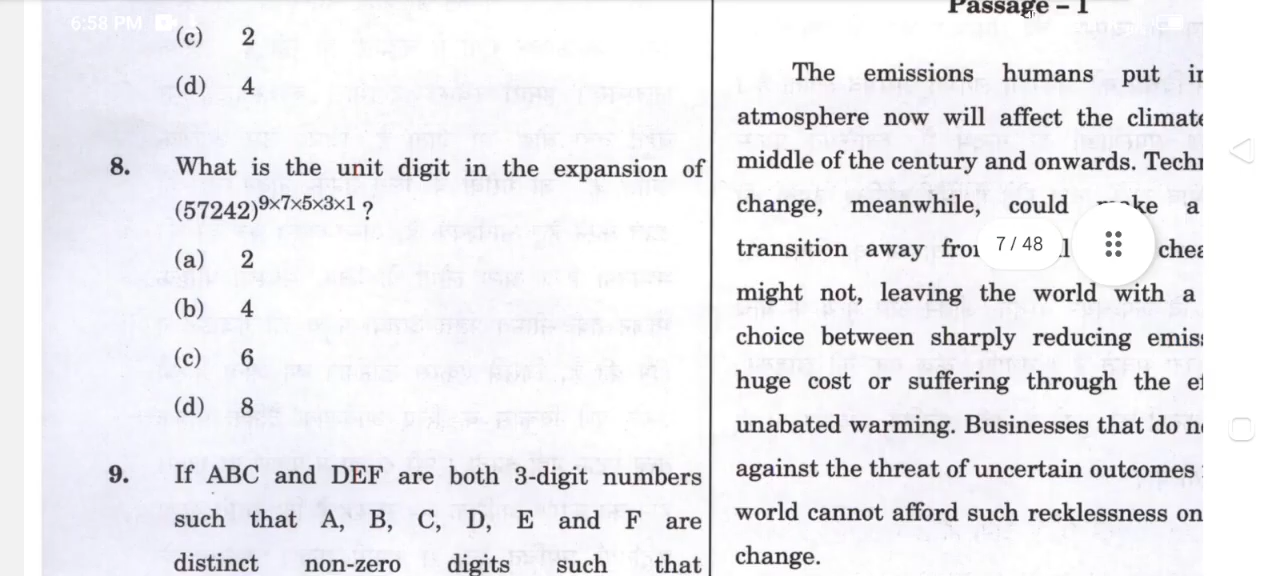 6:58 PM
(c) 2
(d) 4
8. What is the unit digit in the expansion of
(57242)^9×7×5×3×1 ?
(a) 2
(b) 4
(c) 6
(d) 8
9. If ABC and DEF are both 3-digit numbers
such that A, B, C, D, E and F are
distinct non-zero digits such that
Passage – 1
The emissions humans put
atmosphere now will affect the climate
middle of the century and onwards.
change, meanwhile, could a
transition away
7 / 48
might not, leaving the world with a
choice between sharply reducing
huge cost or suffering through the
unabated warming. Businesses that do
against the threat of uncertain outcomes
world cannot afford such recklessness on
change.